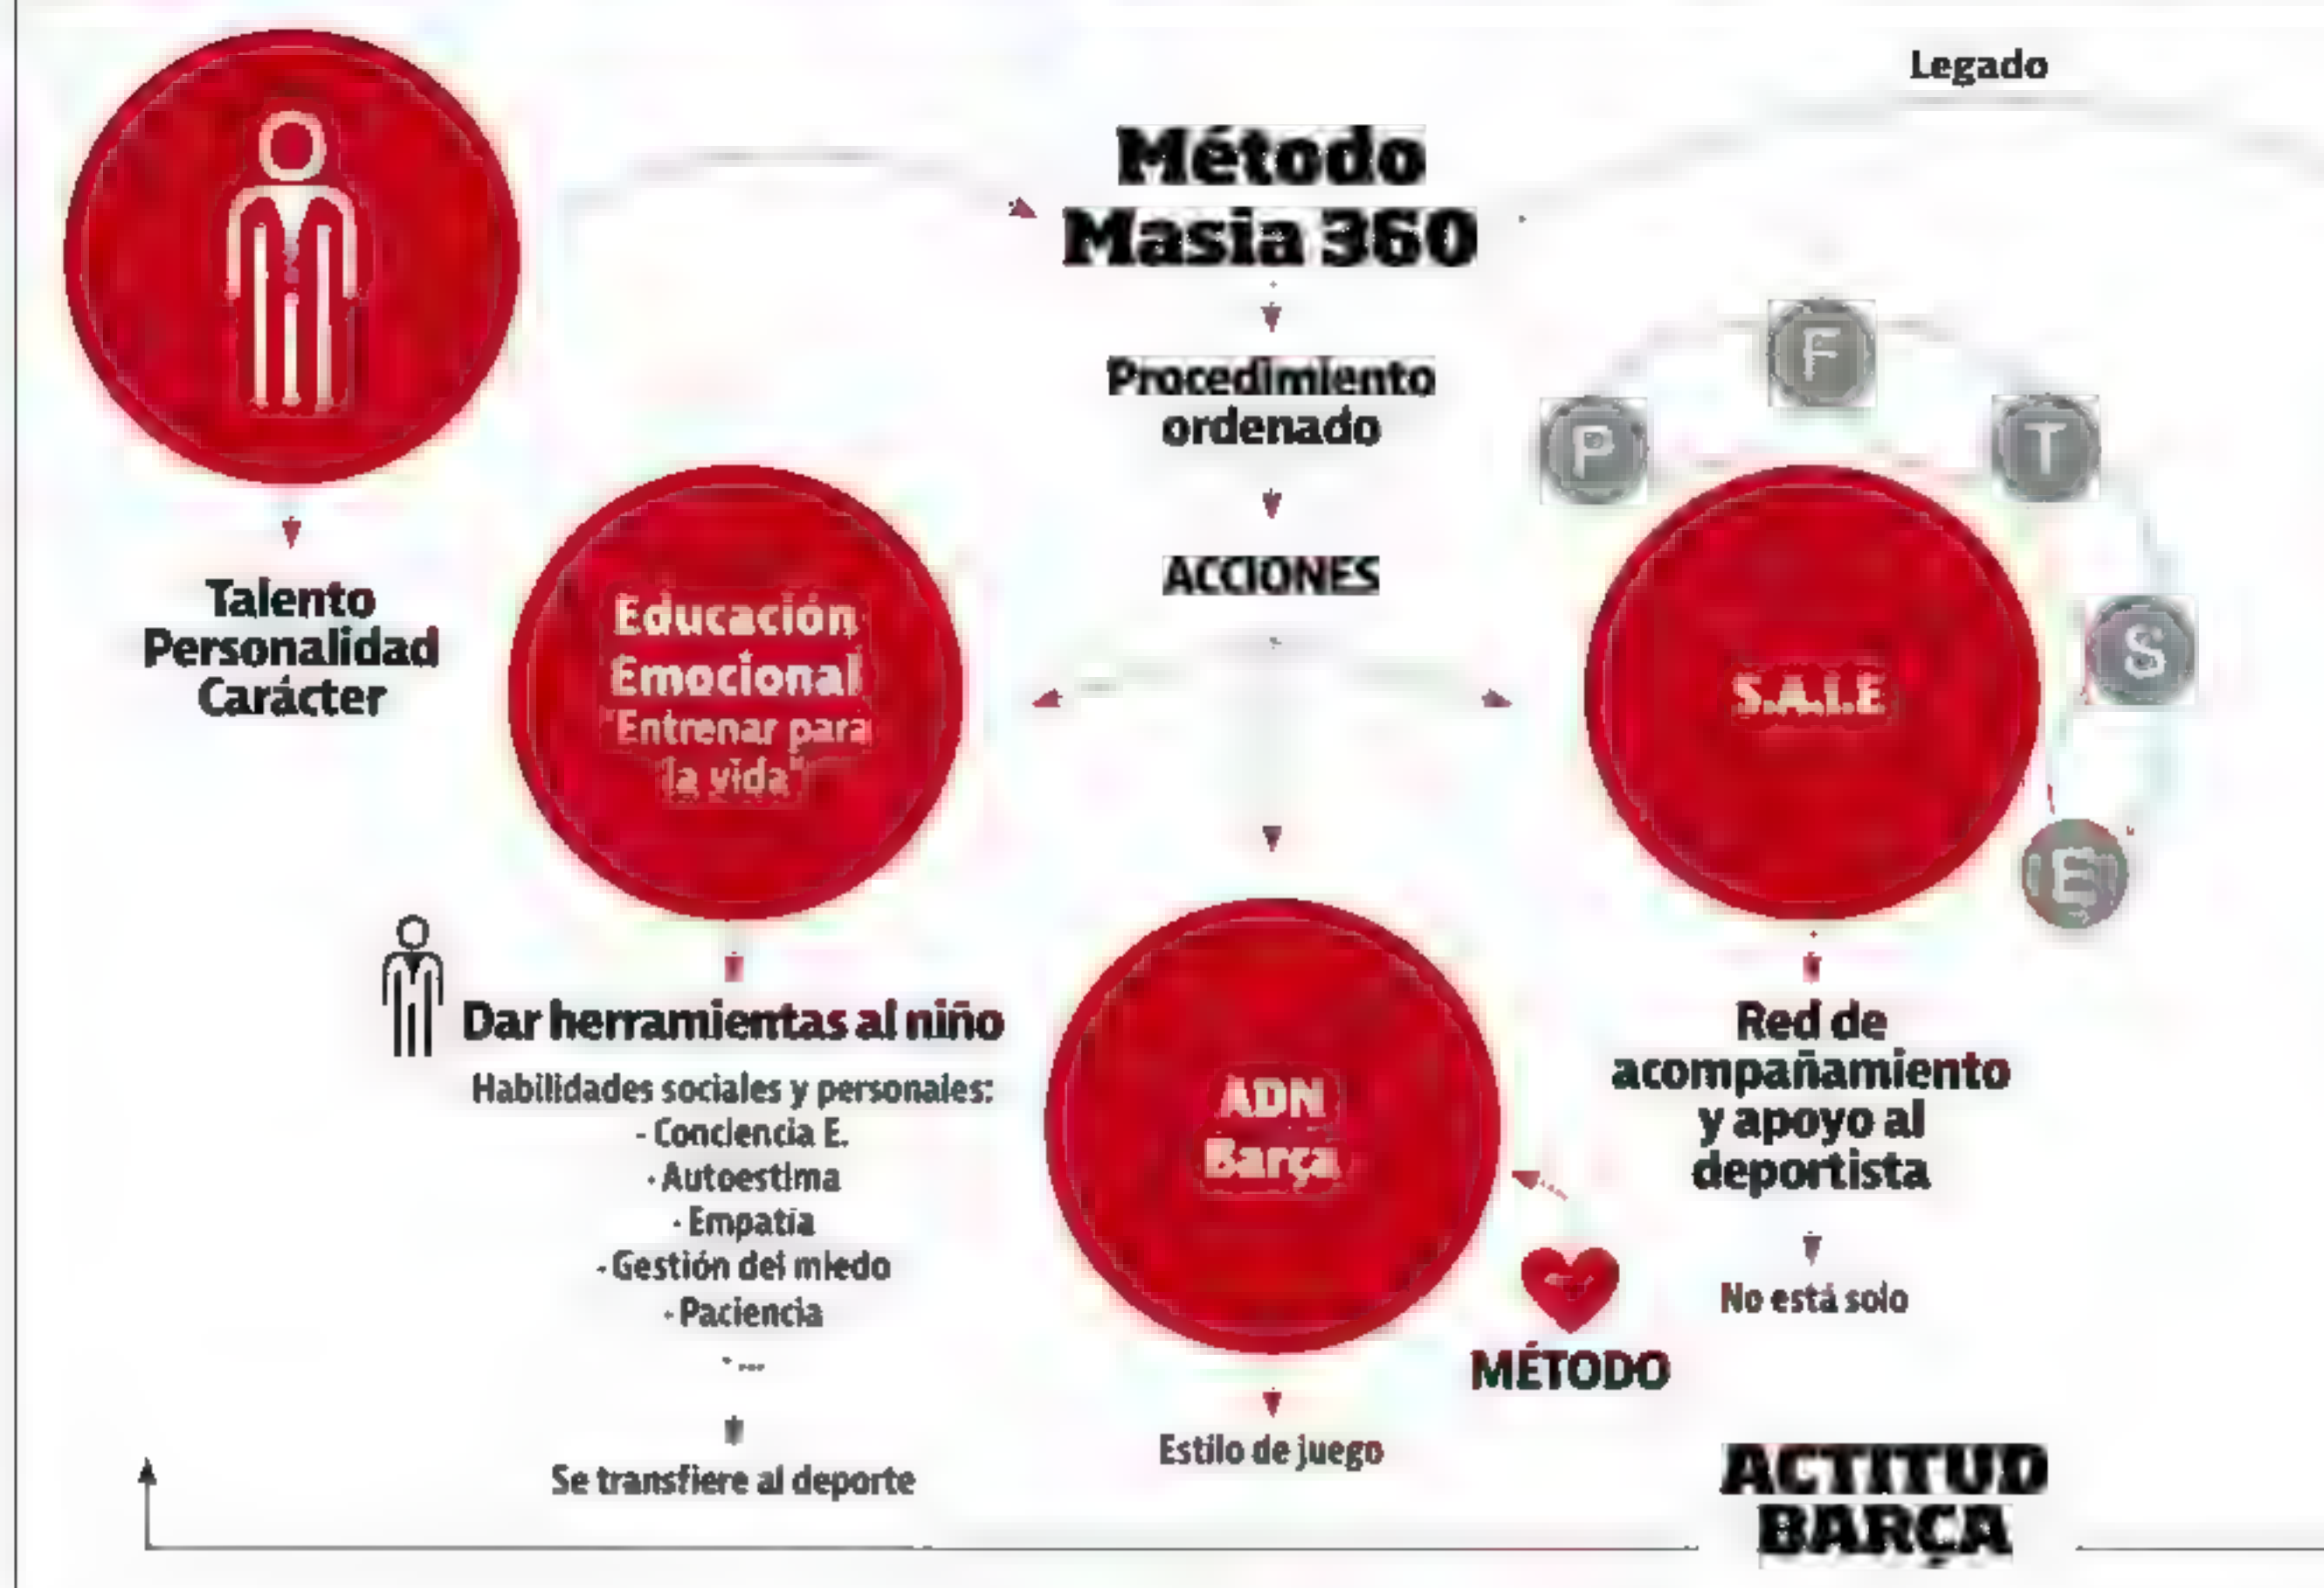 Legado
Método
Masia 360
Procedimiento
ordenado
ACCIONES
Talento
Personalidad
Carácter
Educación
Emocional
"Entrenar para
la vida"
P
F
T
S
E
S.A.I.E
Dar herramientas al niño
Habilidades sociales y personales:
- Conciencia E.
- Autoestima
- Empatía
- Gestión del miedo
- Paciencia
- ...
Se transfiere al deporte
ADN
Barça
Estilo de juego
MÉTODO
Red de
acompañamiento
y apoyo al
deportista
No está solo
ACTITUD
BARÇA